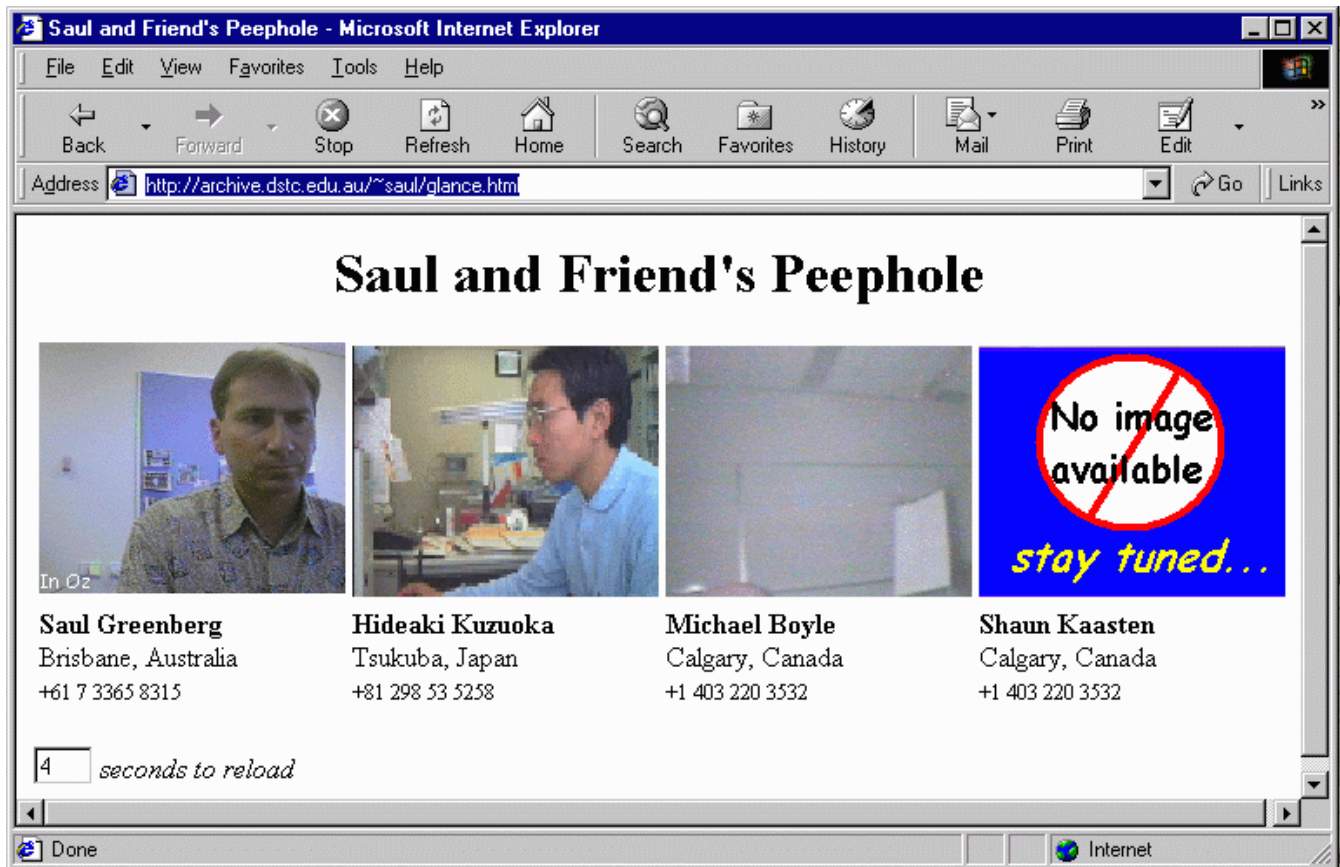 Saul and Friend's Peephole - Microsoft Internet Explorer
File Edit View Favorites Tools Help
Back Forward Stop Refresh Home Search Favorites History Mail Print Edit »
Address http://archive.dstc.edu.au/~saul/glance.html Go Links
Saul and Friend's Peephole
In Oz
No image
available
stay tuned...
Saul Greenberg Hideaki Kuzuoka Michael Boyle Shaun Kaasten
Brisbane, Australia Tsukuba, Japan Calgary, Canada Calgary, Canada
+61 7 3365 8315 +81 298 53 5258 +1 403 220 3532 +1 403 220 3532
4 seconds to reload
Done Internet